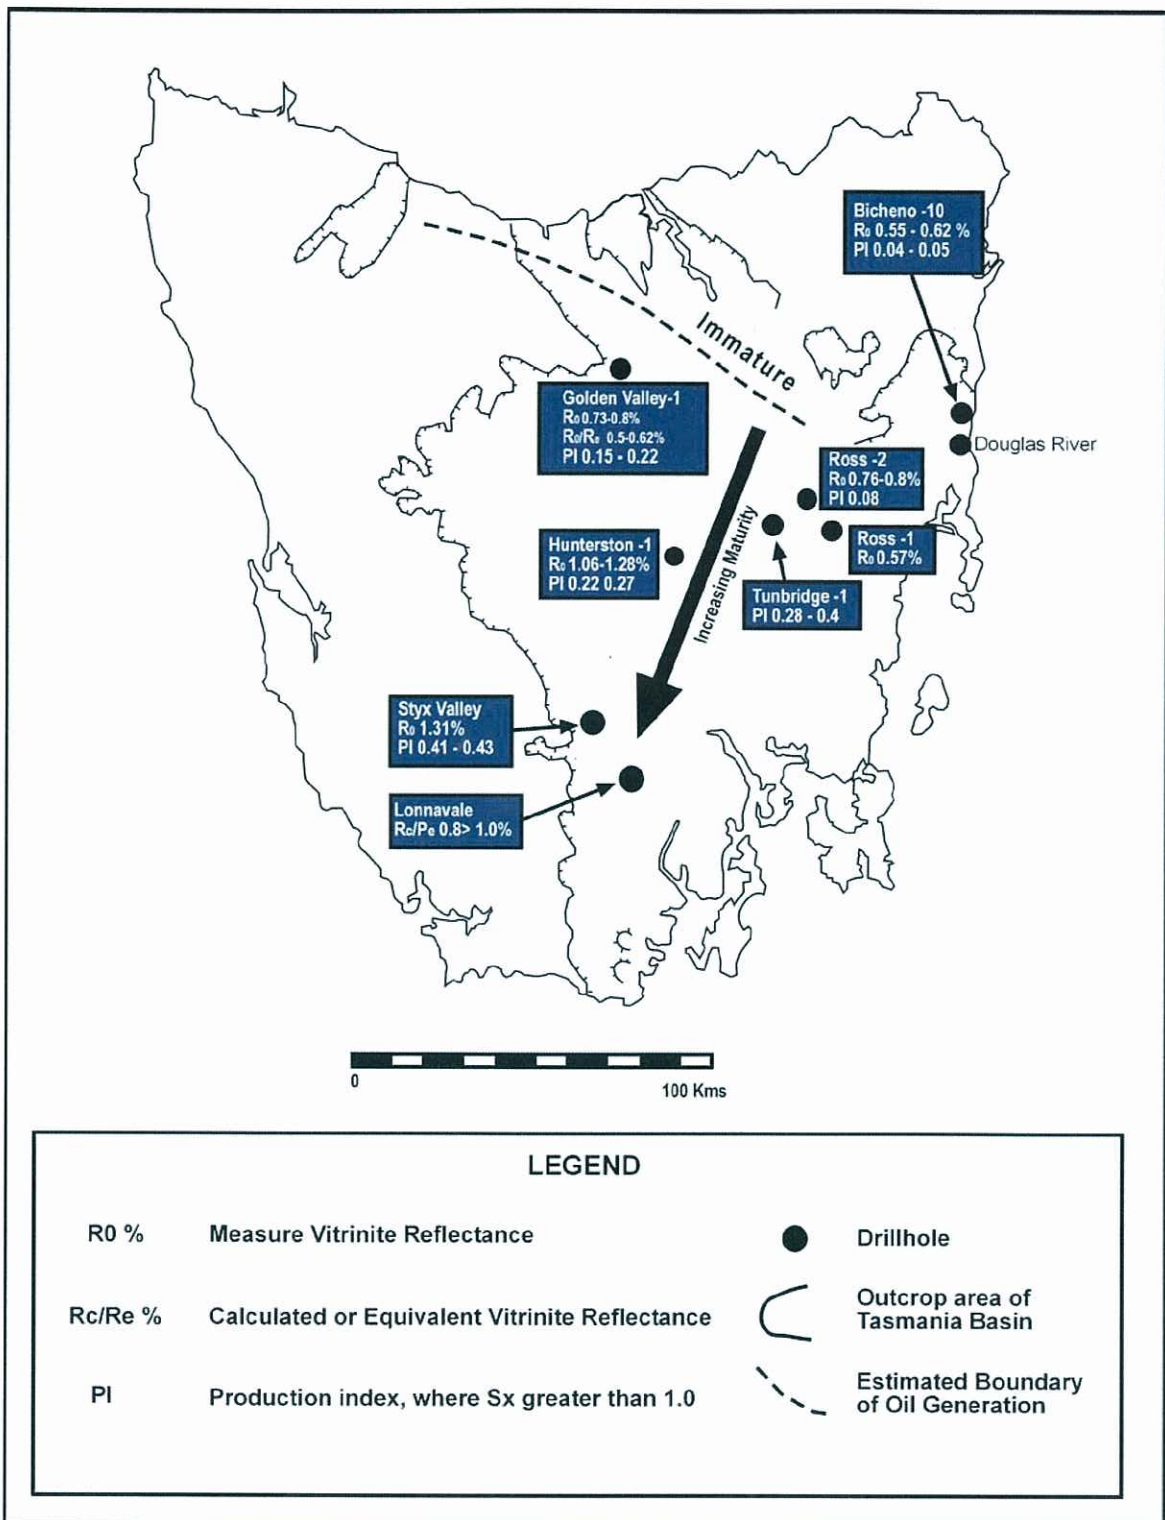 Bicheno -10
R0 0.55 - 0.62 %
PI 0.04 - 0.05
Immature
Golden Valley-1
R0 0.73-0.8%
R0/Re 0.5-0.62%
PI 0.15 - 0.22
Douglas River
Ross -2
R0 0.76-0.8%
PI 0.08
Ross -1
R0 0.57%
Hunterston -1
R0 1.06-1.28%
PI 0.22 0.27
Increasing Maturity
Tunbridge -1
PI 0.28 - 0.4
Styx Valley
R0 1.31%
PI 0.41 - 0.43
Lonnavale
Rc/Pe 0.8> 1.0%
0
100 Kms
LEGEND
R0 % Measure Vitrinite Reflectance
Drillhole
Rc/Re % Calculated or Equivalent Vitrinite Reflectance
Outcrop area of
Tasmania Basin
PI Production index, where Sx greater than 1.0
Estimated Boundary
of Oil Generation